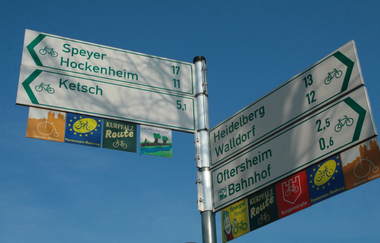 Speyer 17
Hockenheim 11
Ketsch 5,1
KURPFALZ
Route
Heidelberg 13
Walldorf 12
Oftersheim 2,5
Bahnhof 0,6
KURPFALZ
Route